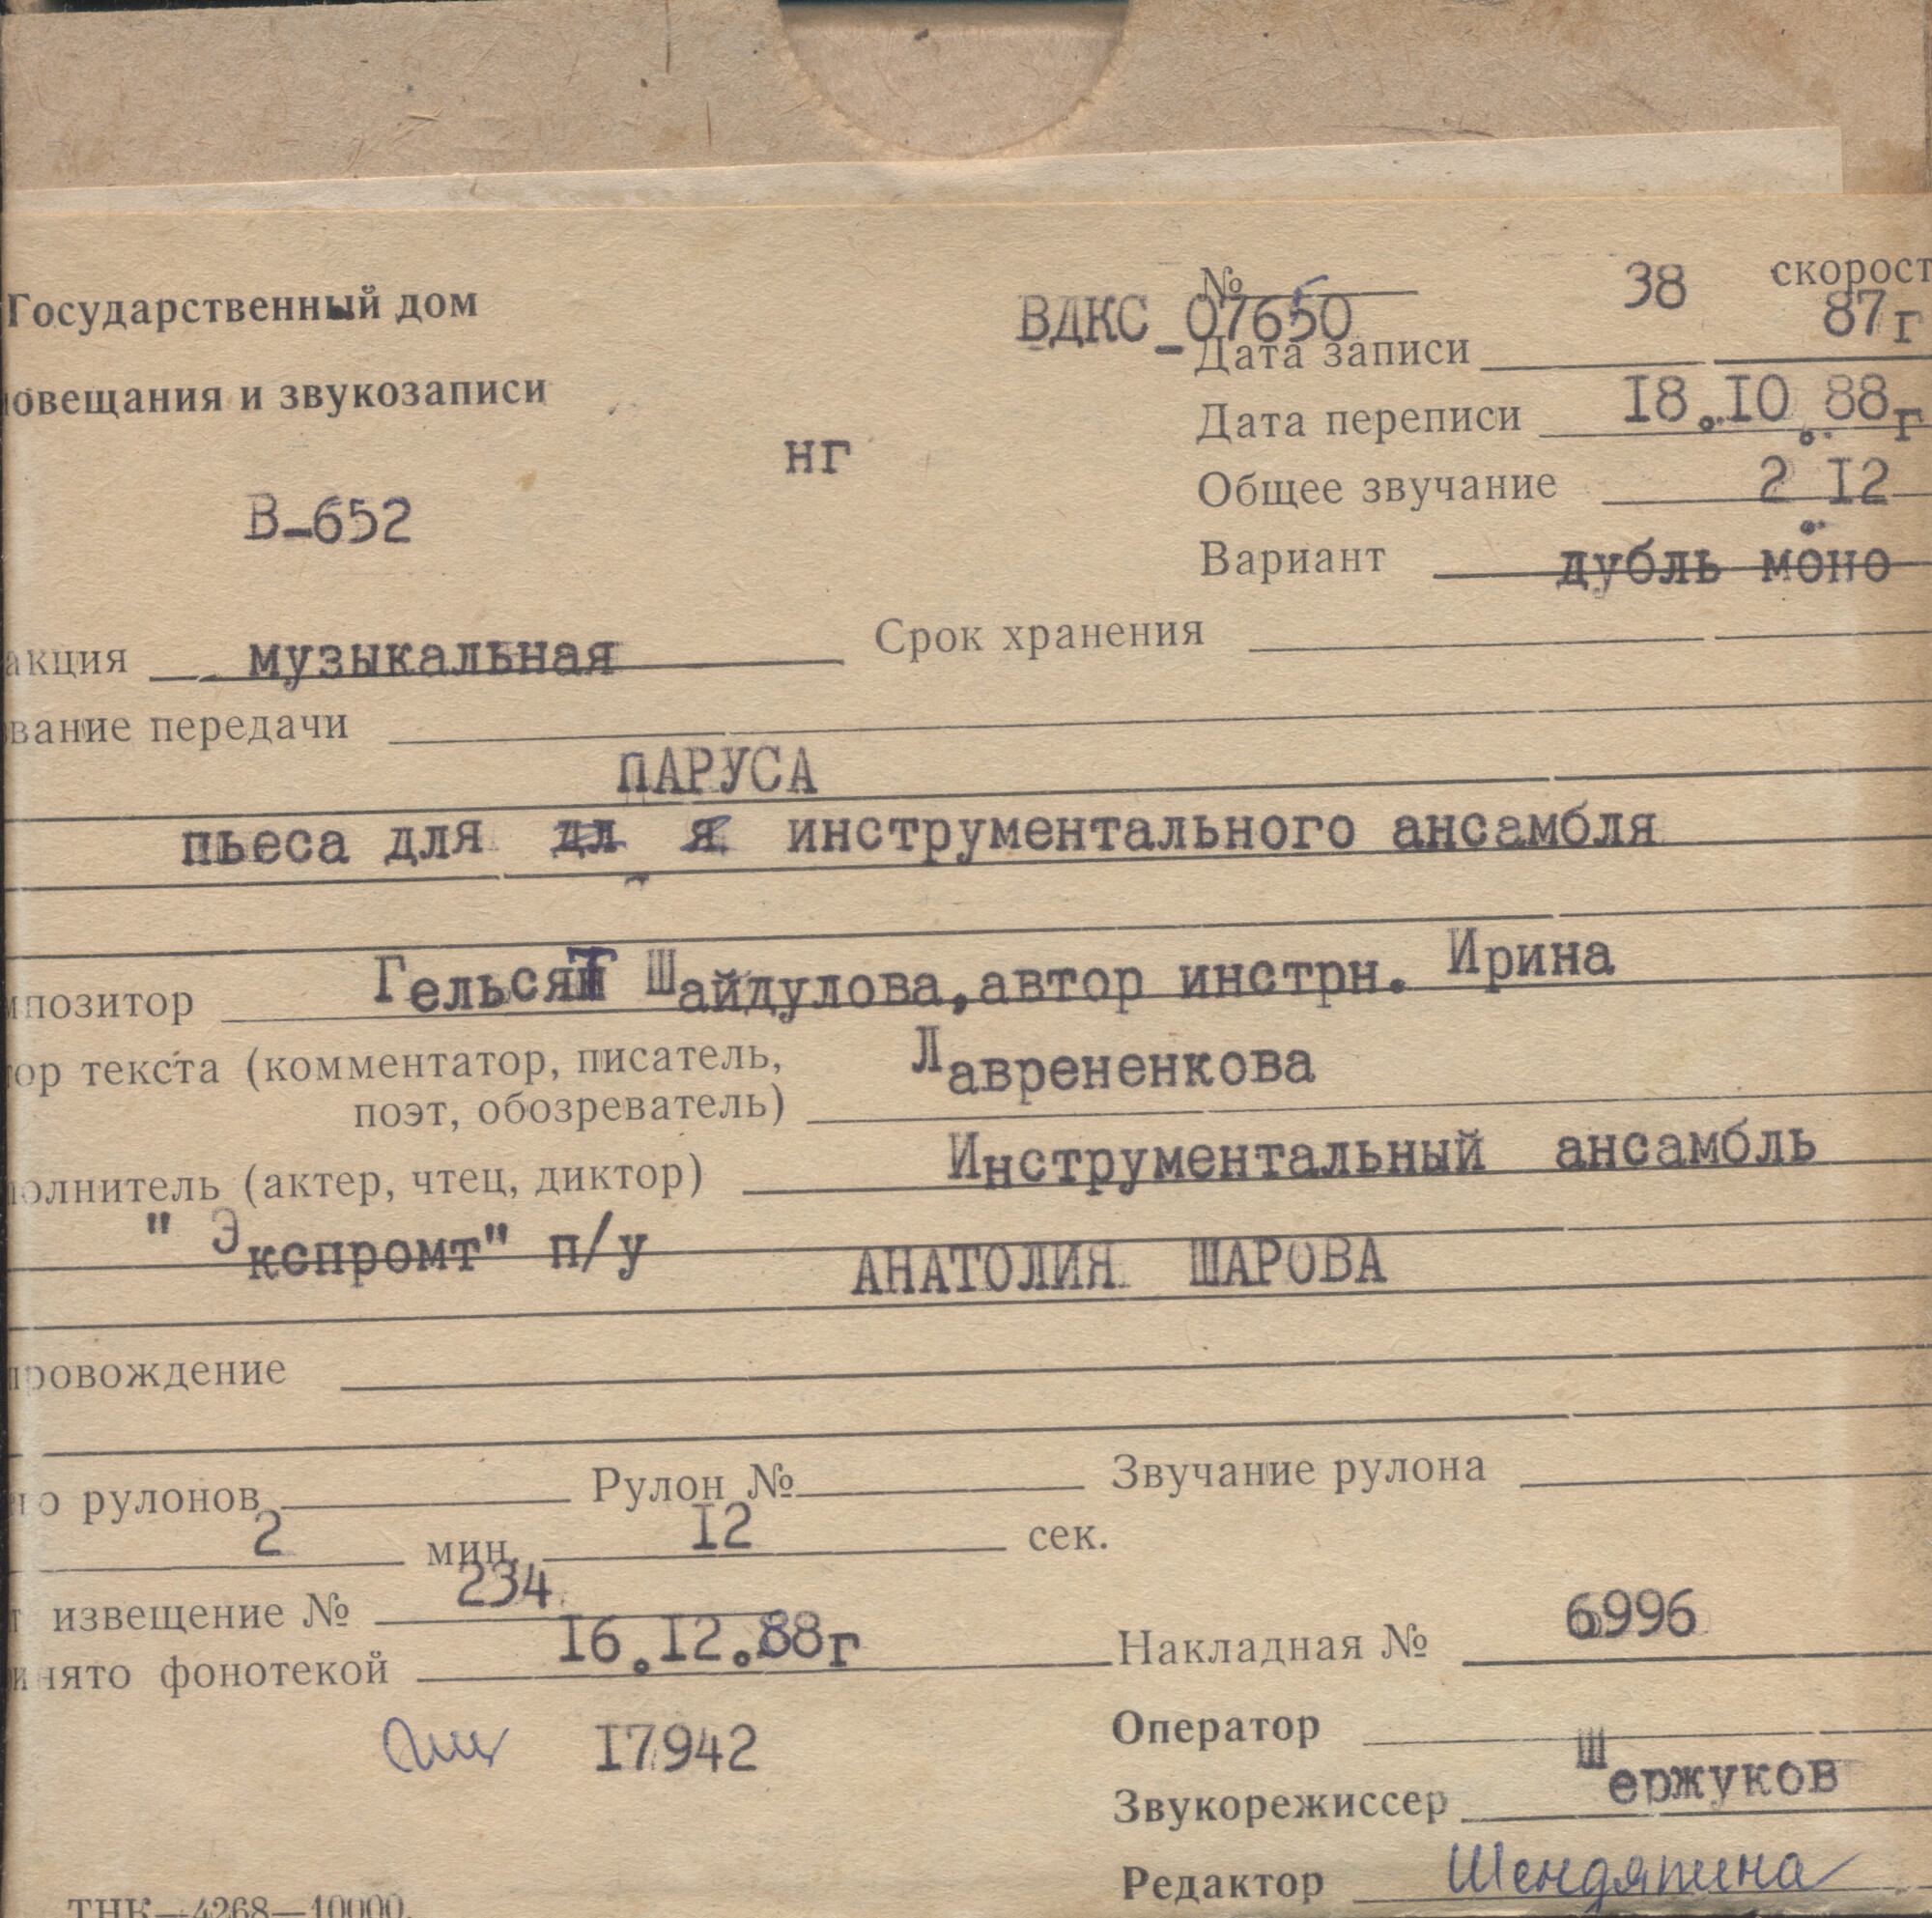 № 38 скорост
Государственный дом ВДКС_07650 87г
Дата записи
овещания и звукозаписи Дата переписи 18.10.88г
нг
Общее звучание 2 12
В-652
Вариант дубль моно
акция музыкальная Срок хранения
вание передачи
ПАРУСА
пьеса для дл я инструментального ансамбля
мпозитор Гельсят Шайдулова, автор инстрн. Ирина
тор текста (комментатор, писатель, Лаврененкова
поэт, обозреватель)
полнитель (актер, чтец, диктор) Инструментальный ансамбль
" Экспромт" п/у АНАТОЛИЯ ШАРОВА
провождение
о рулонов Рулон № Звучание рулона
2 мин. 12 сек.
извещение № 234 6996
инято фонотекой 16.12.88г Накладная №
17942 Оператор
Звукорежиссер Шержуков
Редактор Шендяпина
ТНК—4268—10000.